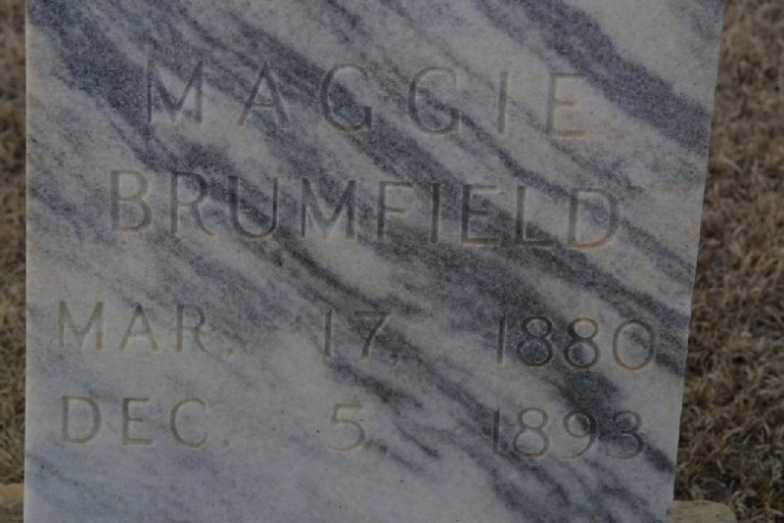 MAGGIE
BRUMFIELD
MAR. 17, 1880
DEC. 5 1893